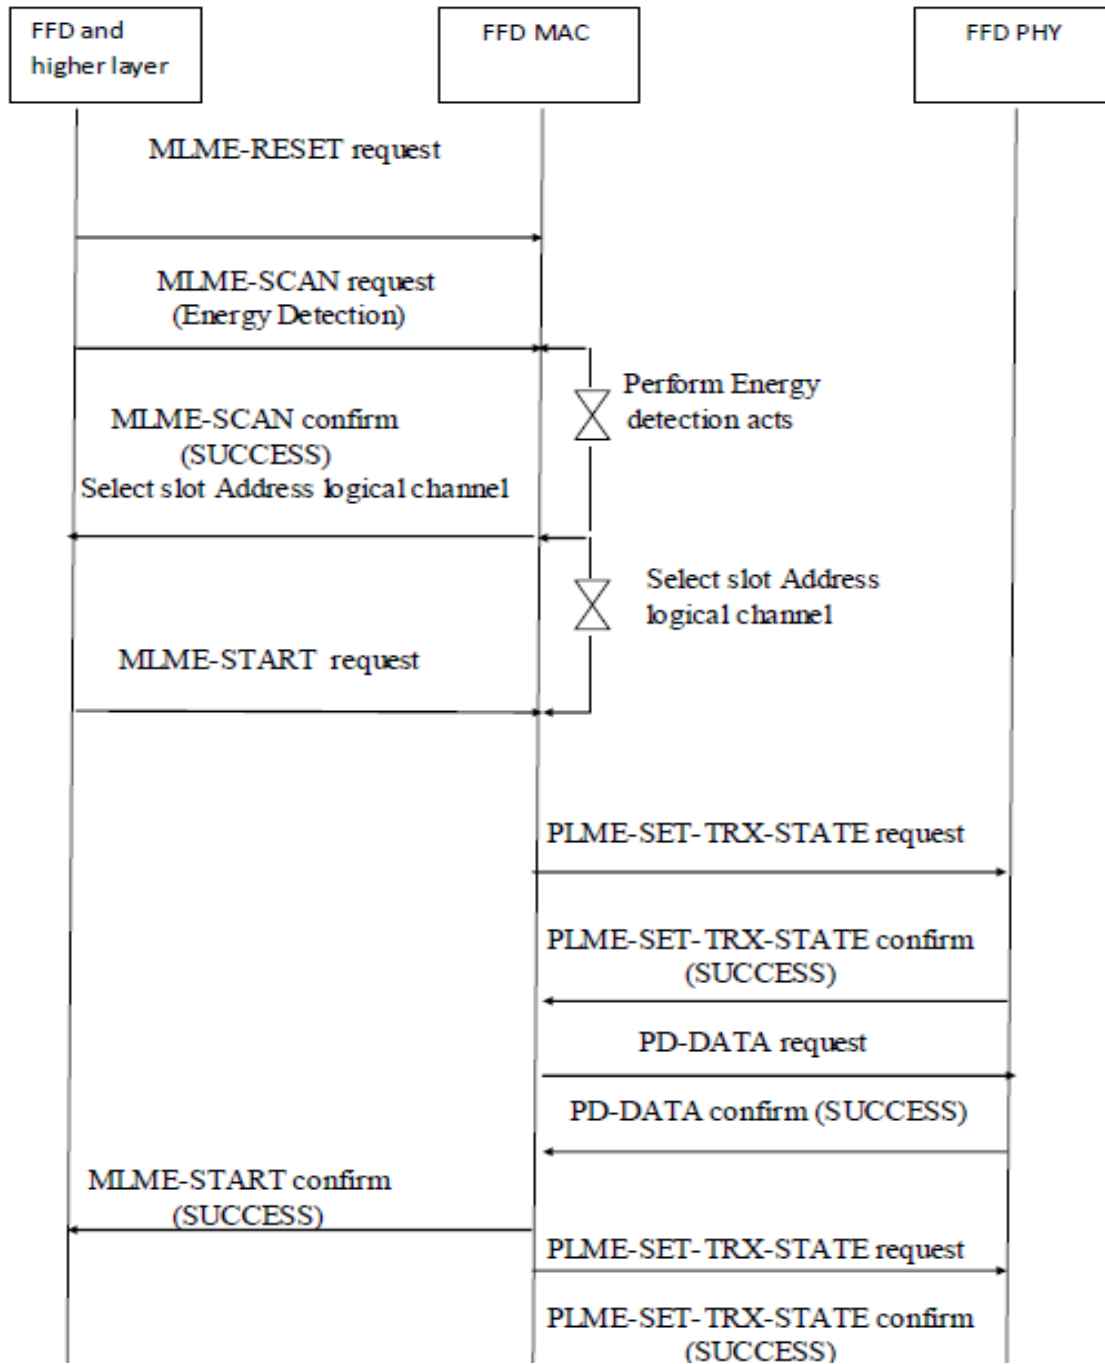 FFD and
higher layer
FFD MAC
FFD PHY
MLME-RESET request
MLME-SCAN request
(Energy Detection)
Perform Energy
detection acts
MLME-SCAN confirm
(SUCCESS)
Select slot Address logical channel
Select slot Address
logical channel
MLME-START request
PLME-SET-TRX-STATE request
PLME-SET-TRX-STATE confirm
(SUCCESS)
PD-DATA request
PD-DATA confirm (SUCCESS)
MLME-START confirm
(SUCCESS)
PLME-SET-TRX-STATE request
PLME-SET-TRX-STATE confirm
(SUCCESS)